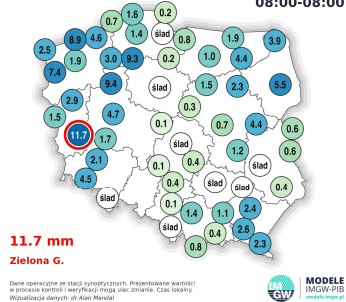 08:00-08:00
0.7 1.6 0.2
2.5 8.9 4.6 1.4 ślad 0.8 1.9 3.9
7.4 1.9 3.0 9.3 0.2 1.0 4.4
2.9 9.4 ślad 1.5 2.3 5.5
1.5 4.7 0.3
11.7 1.7 0.1 0.7 4.4 0.6
2.1 ślad 1.2 0.6
4.5 0.1 0.4
ślad 0.4 ślad ślad 0.4
0.1 1.4 1.1 2.4
ślad 0.4 2.6
0.8 2.3
11.7 mm
Zielona G.
Dane operacyjne ze stacji synoptycznych. Prezentowane wartości
w procesie kontroli i weryfikacji mogą ulec zmianie. Czas lokalny.
Wizualizacja danych: dr Alan Mandal
IMGW
MODELE
IMGW-PIB
modele.imgw.pl